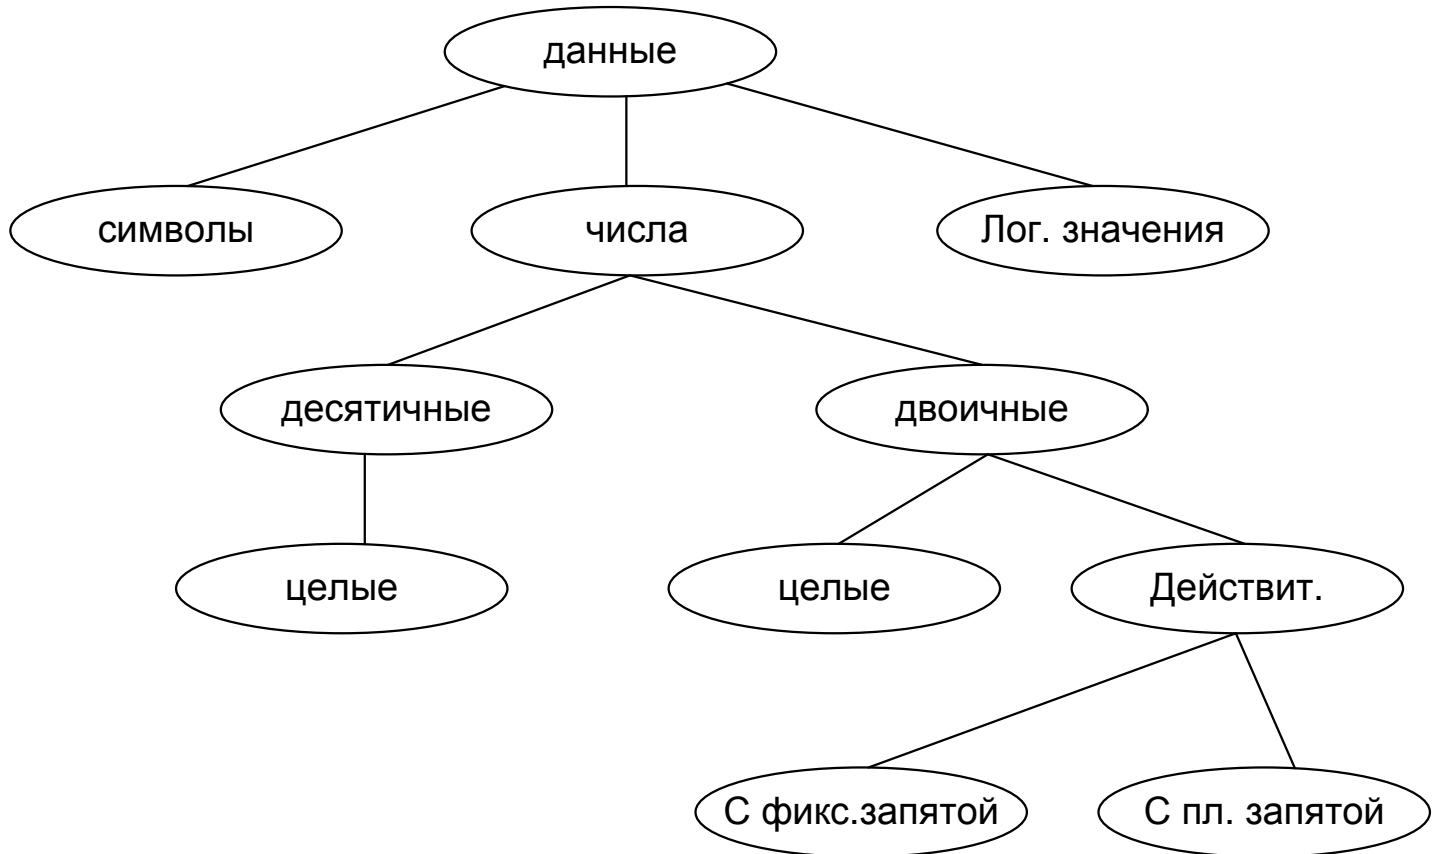 данные
символы
числа
Лог. значения
десятичные
двоичные
целые
целые
Действит.
С фикс.запятой
С пл. запятой